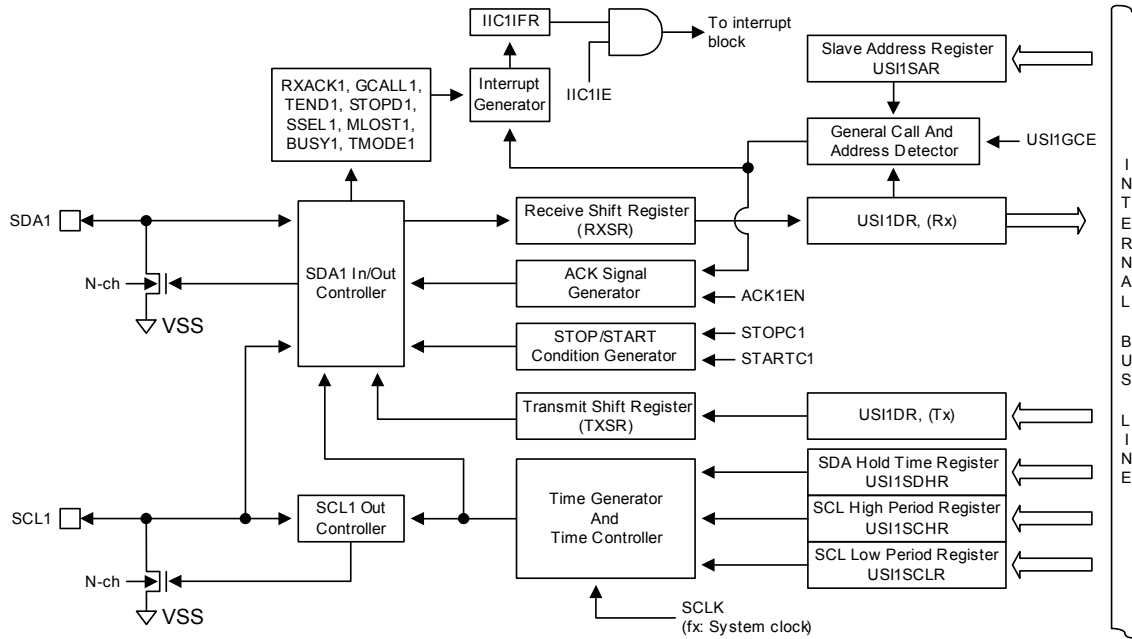 IIC1IFR
To interrupt
block
Slave Address Register
USI1SAR
RXACK1, GCALL1,
TEND1, STOPD1,
SSEL1, MLOST1,
BUSY1, TMODE1
Interrupt
Generator
IIC1IE
General Call And
Address Detector
USI1GCE
SDA1
Receive Shift Register
(RXSR)
USI1DR, (Rx)
N-ch
VSS
SDA1 In/Out
Controller
ACK Signal
Generator
ACK1EN
STOP/START
Condition Generator
STOPC1
STARTC1
Transmit Shift Register
(TXSR)
USI1DR, (Tx)
SDA Hold Time Register
USI1SDHR
SCL1
SCL1 Out
Controller
Time Generator
And
Time Controller
SCL High Period Register
USI1SCHR
SCL Low Period Register
USI1SCLR
N-ch
VSS
SCLK
(fx: System clock)
INTERNAL BUS LINE